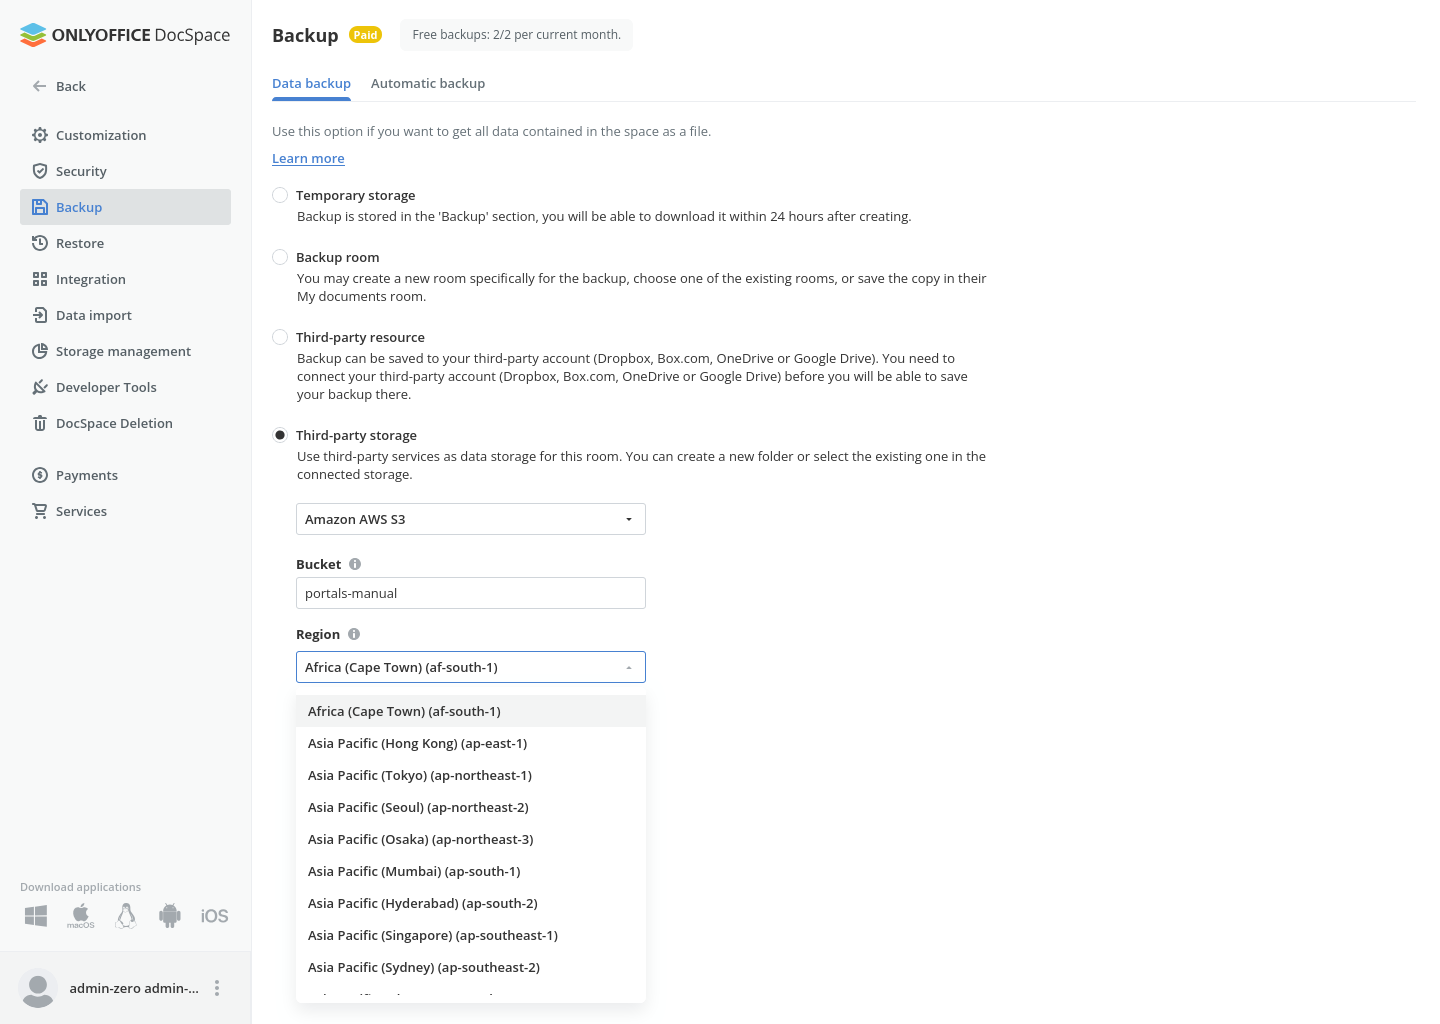 ONLYOFFICE DocSpace
Back
Customization
Security
Backup
Restore
Integration
Data import
Storage management
Developer Tools
DocSpace Deletion
Payments
Services
Download applications
macOS
iOS
admin-zero admin-...
Backup
Paid
Free backups: 2/2 per current month.
Data backup
Automatic backup
Use this option if you want to get all data contained in the space as a file.
Learn more
Temporary storage
Backup is stored in the 'Backup' section, you will be able to download it within 24 hours after creating.
Backup room
You may create a new room specifically for the backup, choose one of the existing rooms, or save the copy in their
My documents room.
Third-party resource
Backup can be saved to your third-party account (Dropbox, Box.com, OneDrive or Google Drive). You need to
connect your third-party account (Dropbox, Box.com, OneDrive or Google Drive) before you will be able to save
your backup there.
Third-party storage
Use third-party services as data storage for this room. You can create a new folder or select the existing one in the
connected storage.
Amazon AWS S3
Bucket
portals-manual
Region
Africa (Cape Town) (af-south-1)
Africa (Cape Town) (af-south-1)
Asia Pacific (Hong Kong) (ap-east-1)
Asia Pacific (Tokyo) (ap-northeast-1)
Asia Pacific (Seoul) (ap-northeast-2)
Asia Pacific (Osaka) (ap-northeast-3)
Asia Pacific (Mumbai) (ap-south-1)
Asia Pacific (Hyderabad) (ap-south-2)
Asia Pacific (Singapore) (ap-southeast-1)
Asia Pacific (Sydney) (ap-southeast-2)